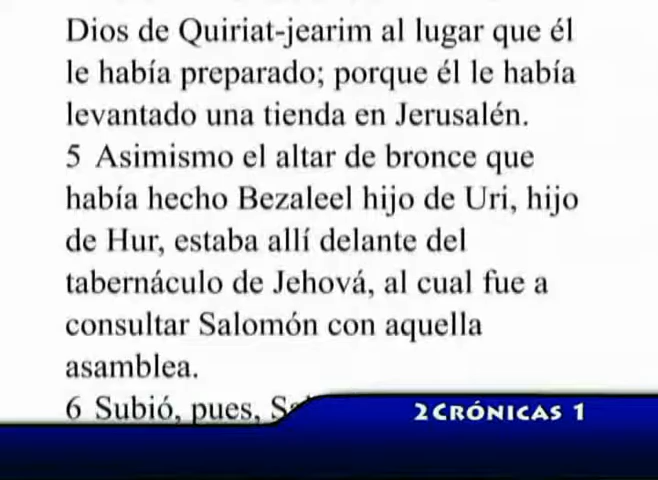 Dios de Quiriat-jearim al lugar que él
le había preparado; porque él le había
levantado una tienda en Jerusalén.
5 Asimismo el altar de bronce que
había hecho Bezaleel hijo de Uri, hijo
de Hur, estaba allí delante del
tabernáculo de Jehová, al cual fue a
consultar Salomón con aquella
asamblea.
6 Subió, pues,
2CRÓNICAS 1